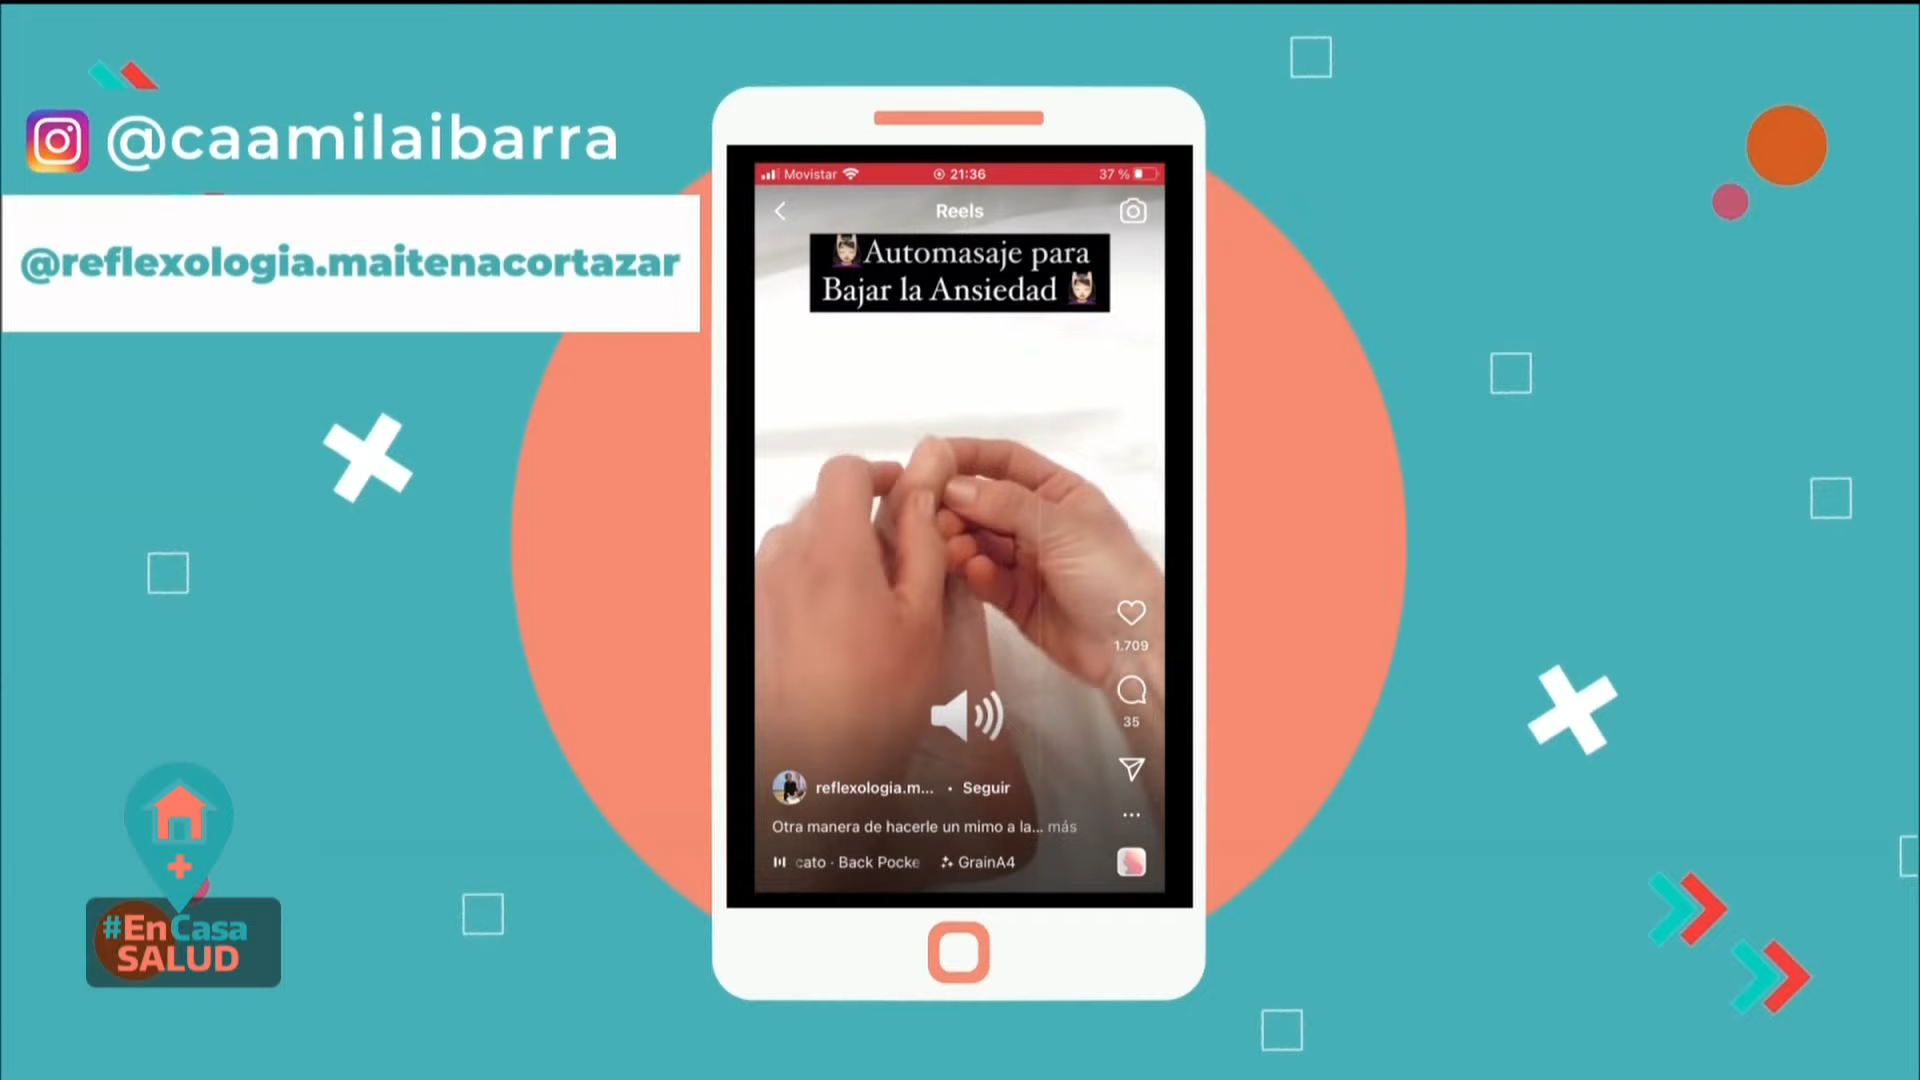 @caamilaibarra
@reflexologia.maitenacortazar
Movistar 21:36 37 %
Reels
Automasaje para
Bajar la Ansiedad
1.709
35
reflexologia.m... • Seguir
Otra manera de hacerle un mimo a la... más
cato · Back Pocke GrainA4
#EnCasa
SALUD